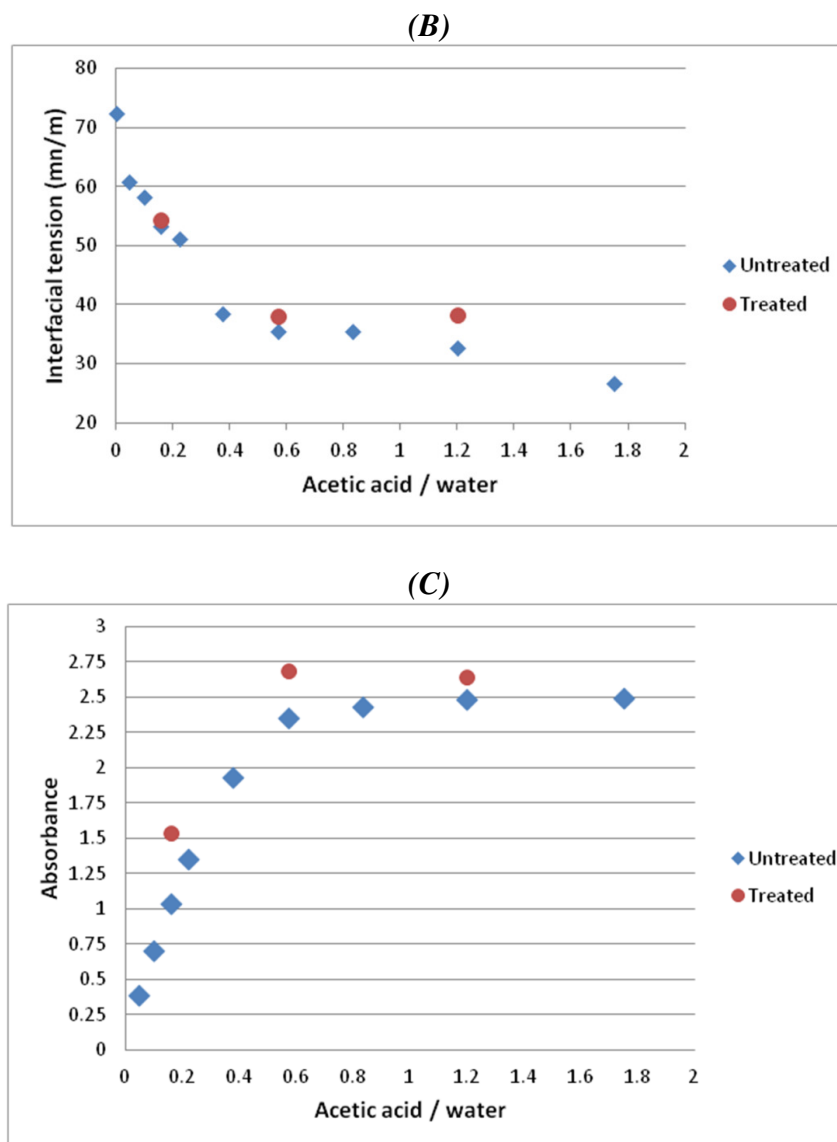 (B)
80
70
60
50
40
30
20
Interfacial tension (mn/m)
0 0.2 0.4 0.6 0.8 1 1.2 1.4 1.6 1.8 2
Acetic acid / water
Untreated
Treated
(C)
3
2.75
2.5
2.25
2
1.75
1.5
1.25
1
0.75
0.5
0.25
0
Absorbance
0 0.2 0.4 0.6 0.8 1 1.2 1.4 1.6 1.8 2
Acetic acid / water
Untreated
Treated